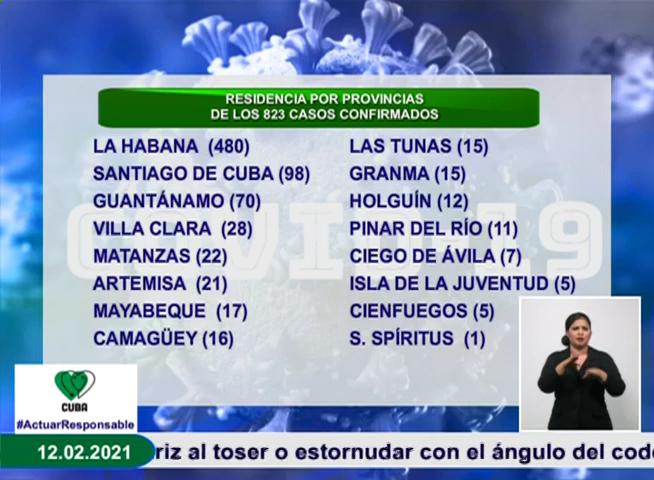 RESIDENCIA POR PROVINCIAS
DE LOS 823 CASOS CONFIRMADOS
LA HABANA (480)
SANTIAGO DE CUBA (98)
GUANTÁNAMO (70)
VILLA CLARA (28)
MATANZAS (22)
ARTEMISA (21)
MAYABEQUE (17)
CAMAGÜEY (16)
LAS TUNAS (15)
GRANMA (15)
HOLGUÍN (12)
PINAR DEL RÍO (11)
CIEGO DE ÁVILA (7)
ISLA DE LA JUVENTUD (5)
CIENFUEGOS (5)
S. SPÍRITUS (1)
COVID-19
CUBA
#ActuarResponsable
12.02.2021
riz al toser o estornudar con el ángulo del codo